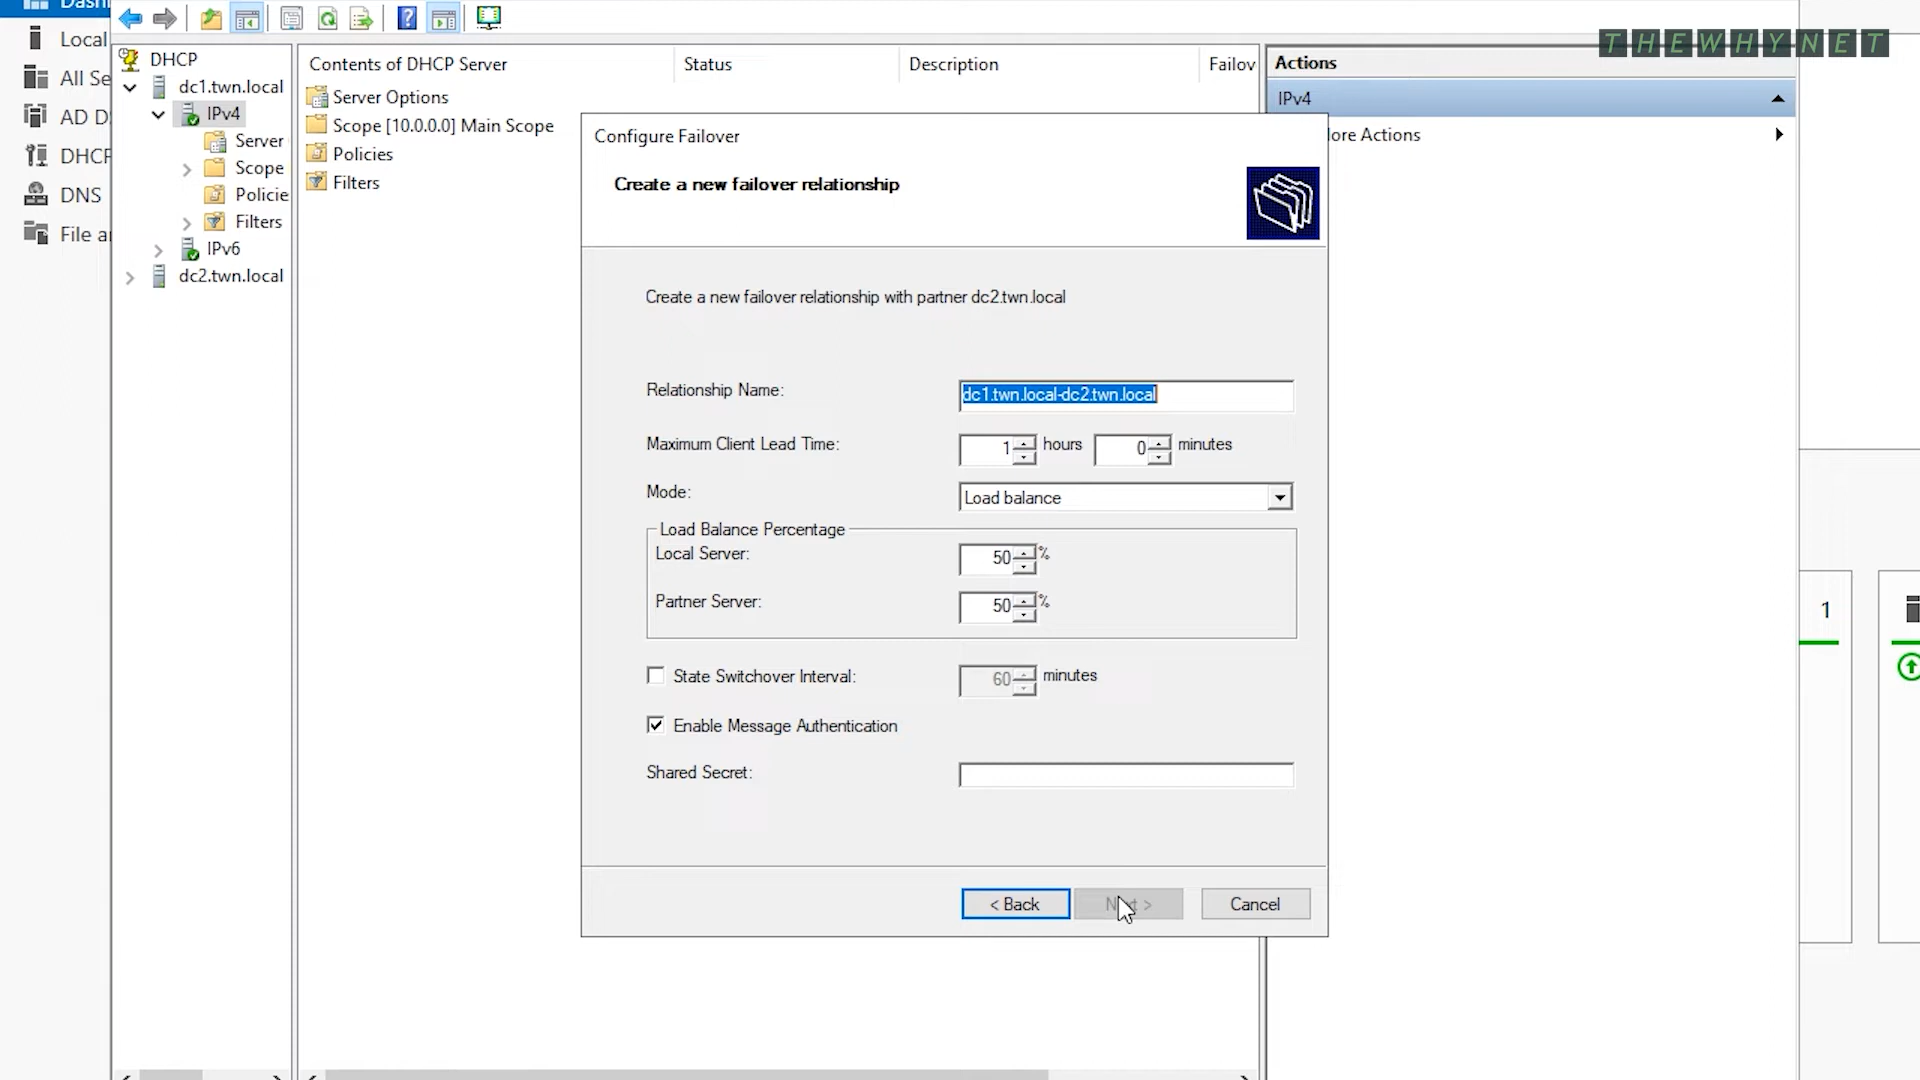 Dash
Local
All Se
AD D
DHCP
DNS
File a
DHCP
dc1.twn.local
IPv4
Server
Scope
Policie
Filters
IPv6
dc2.twn.local
Contents of DHCP Server
Status
Description
Failov
Server Options
Scope [10.0.0.0] Main Scope
Policies
Filters
Actions
IPv4
ore Actions
THEWHYNET
Configure Failover
Create a new failover relationship
Create a new failover relationship with partner dc2.twn.local
Relationship Name:
dc1.twn.local-dc2.twn.local
Maximum Client Lead Time:
1 hours 0 minutes
Mode:
Load balance
Load Balance Percentage
Local Server:
50 %
Partner Server:
50 %
State Switchover Interval:
60 minutes
Enable Message Authentication
Shared Secret:
< Back
Next >
Cancel
1